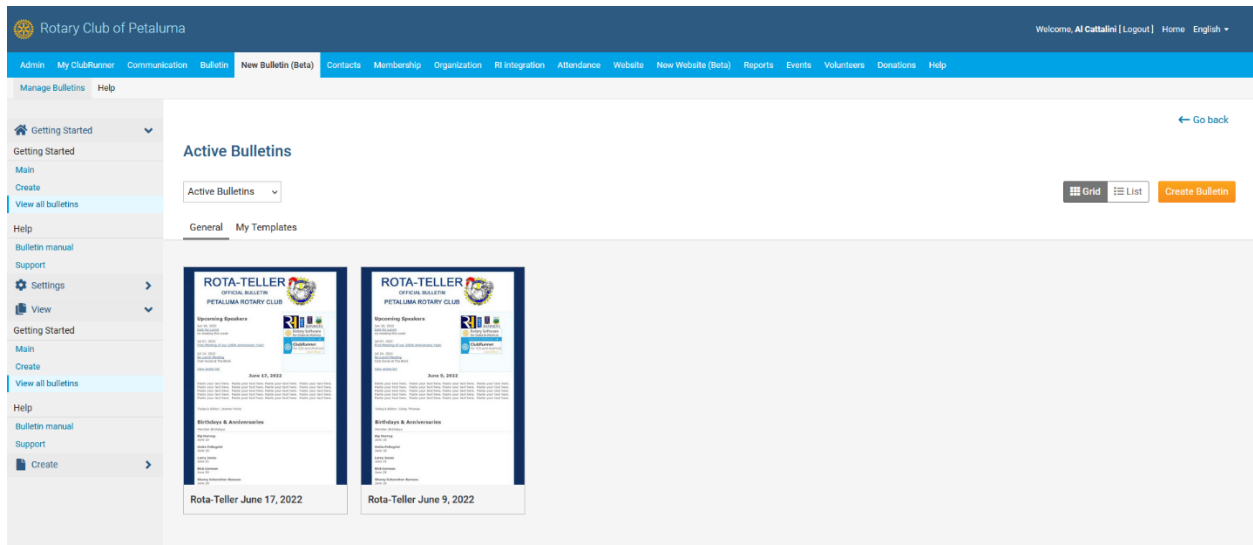 Rotary Club of Petaluma
Welcome, Al Cattalini [Logout] Home English
Admin My ClubRunner Communication Bulletin New Bulletin (Beta) Contacts Membership Organization RI integration Attendance Website New Website (Beta) Reports Events Volunteers Donations Help
Manage Bulletins Help
Getting Started
Getting Started
Main
Create
View all bulletins
Help
Bulletin manual
Support
Settings
View
Getting Started
Main
Create
View all bulletins
Help
Bulletin manual
Support
Create
← Go back
Active Bulletins
Active Bulletins
Grid List Create Bulletin
General My Templates
ROTA-TELLER
OFFICIAL BULLETIN
PETALUMA ROTARY CLUB
Upcoming Speakers
June 17, 2022
Birthdays & Anniversaries
Rota-Teller June 17, 2022
ROTA-TELLER
OFFICIAL BULLETIN
PETALUMA ROTARY CLUB
Upcoming Speakers
June 9, 2022
Birthdays & Anniversaries
Rota-Teller June 9, 2022